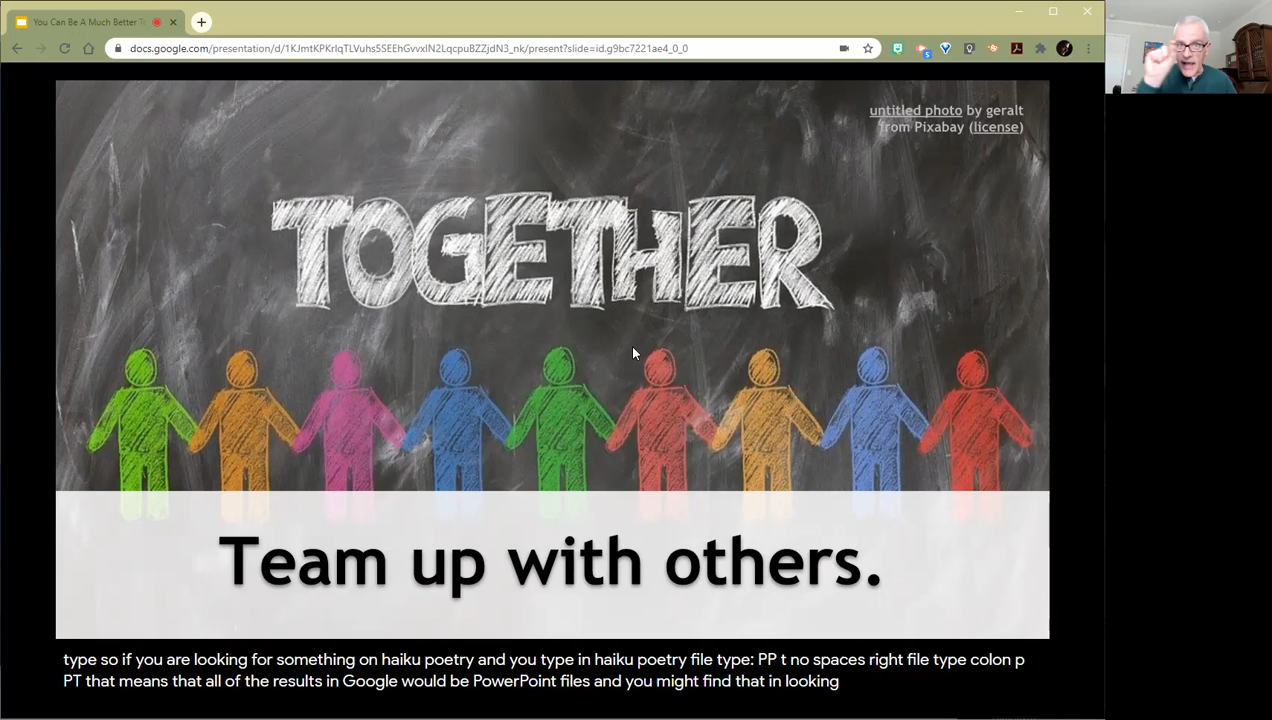 You Can Be A Much Better T
docs.google.com/presentation/d/1KJmtKPKrlqTLVuhs5SEEhGvvxlN2LqcpuBZZjdN3_nk/present?slide=id.g9bc7221ae4_0_0
5
untitled photo by geralt
from Pixabay (license)
TOGETHER
Team up with others.
type so if you are looking for something on haiku poetry and you type in haiku poetry file type: PP t no spaces right file type colon p
PT that means that all of the results in Google would be PowerPoint files and you might find that in looking